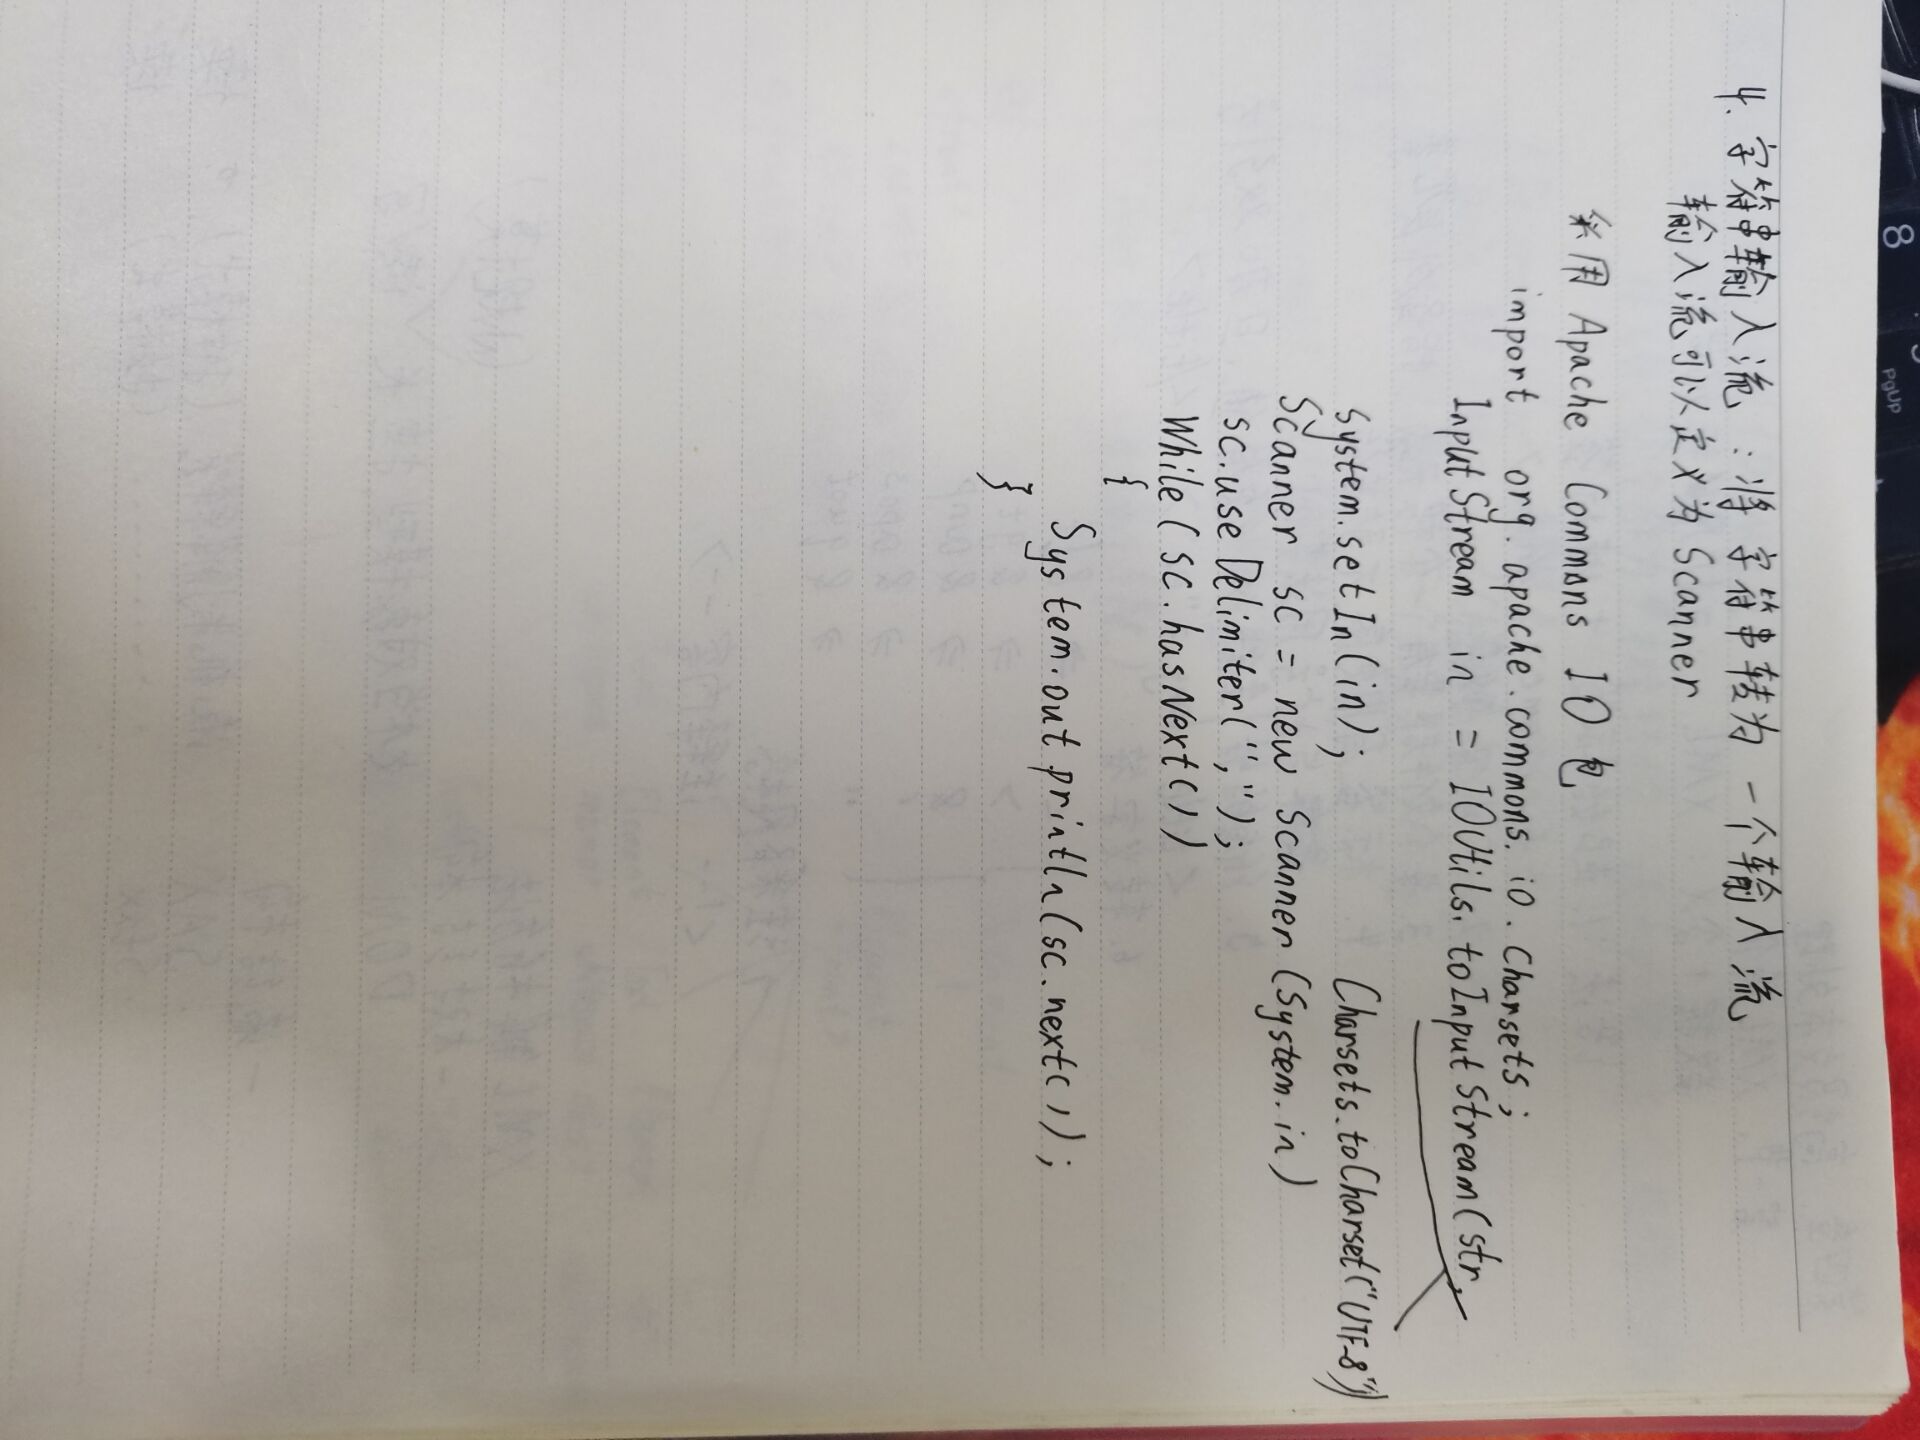 4. 字符串输入流：将 字符串转为 一个输入流
输入流可以定义为 Scanner
采用 Apache Commons IO 包
import org.apache.commons.io.Charsets;
InputStream in = IOUtils.toInputStream(str,
Charsets.toCharset("UTF-8"))
System.setIn(in);
Scanner sc = new Scanner (System.in)
sc.useDelimiter(",");
While(sc.hasNext())
{
System.out println(sc.next());
}
8
PgUp